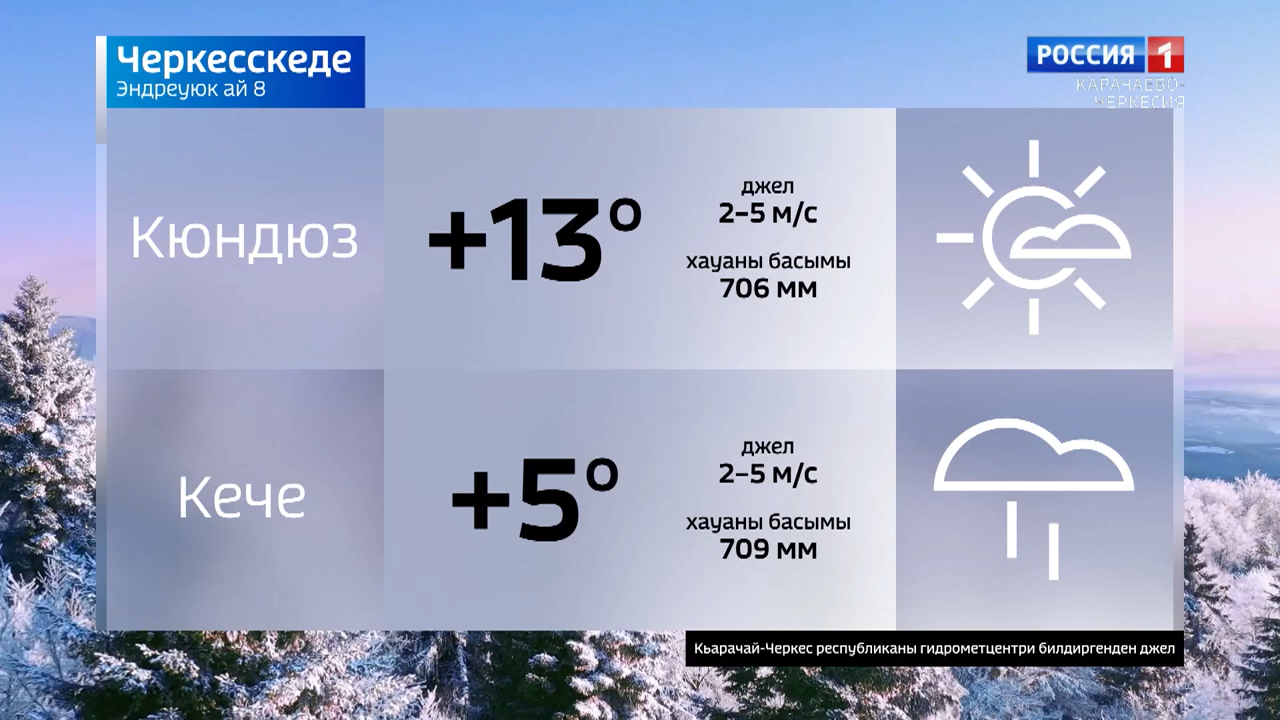 Черкесскеде
Эндреуюк ай 8
РОССИЯ 1
КАРАЧАЕВО-
ЧЕРКЕСИЯ
Кюндюз
+13°
джел
2–5 м/с
хауаны басымы
706 мм
Кече
+5°
джел
2–5 м/с
хауаны басымы
709 мм
Кьарачай-Черкес республиканы гидрометцентри билдиргенден джел